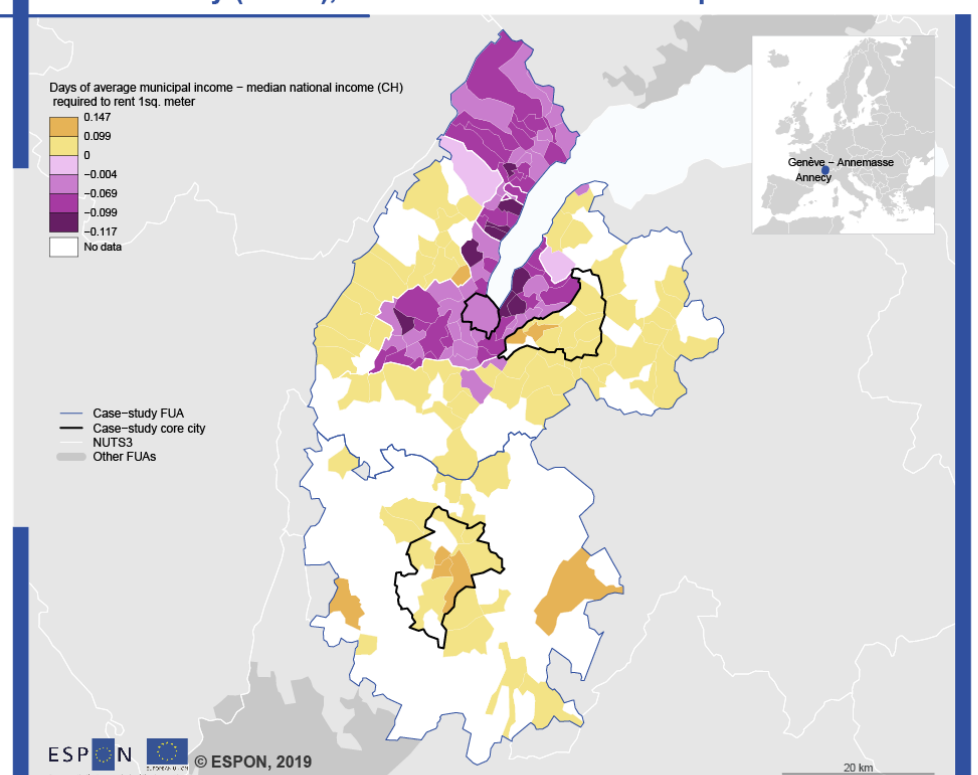 Days of average municipal income − median national income (CH)
required to rent 1sq. meter
0.147
0.099
0
−0.004
−0.069
−0.099
−0.117
No data
Genève − Annemasse
Annecy
Case−study FUA
Case−study core city
NUTS3
Other FUAs
ESPON
© ESPON, 2019
20 km